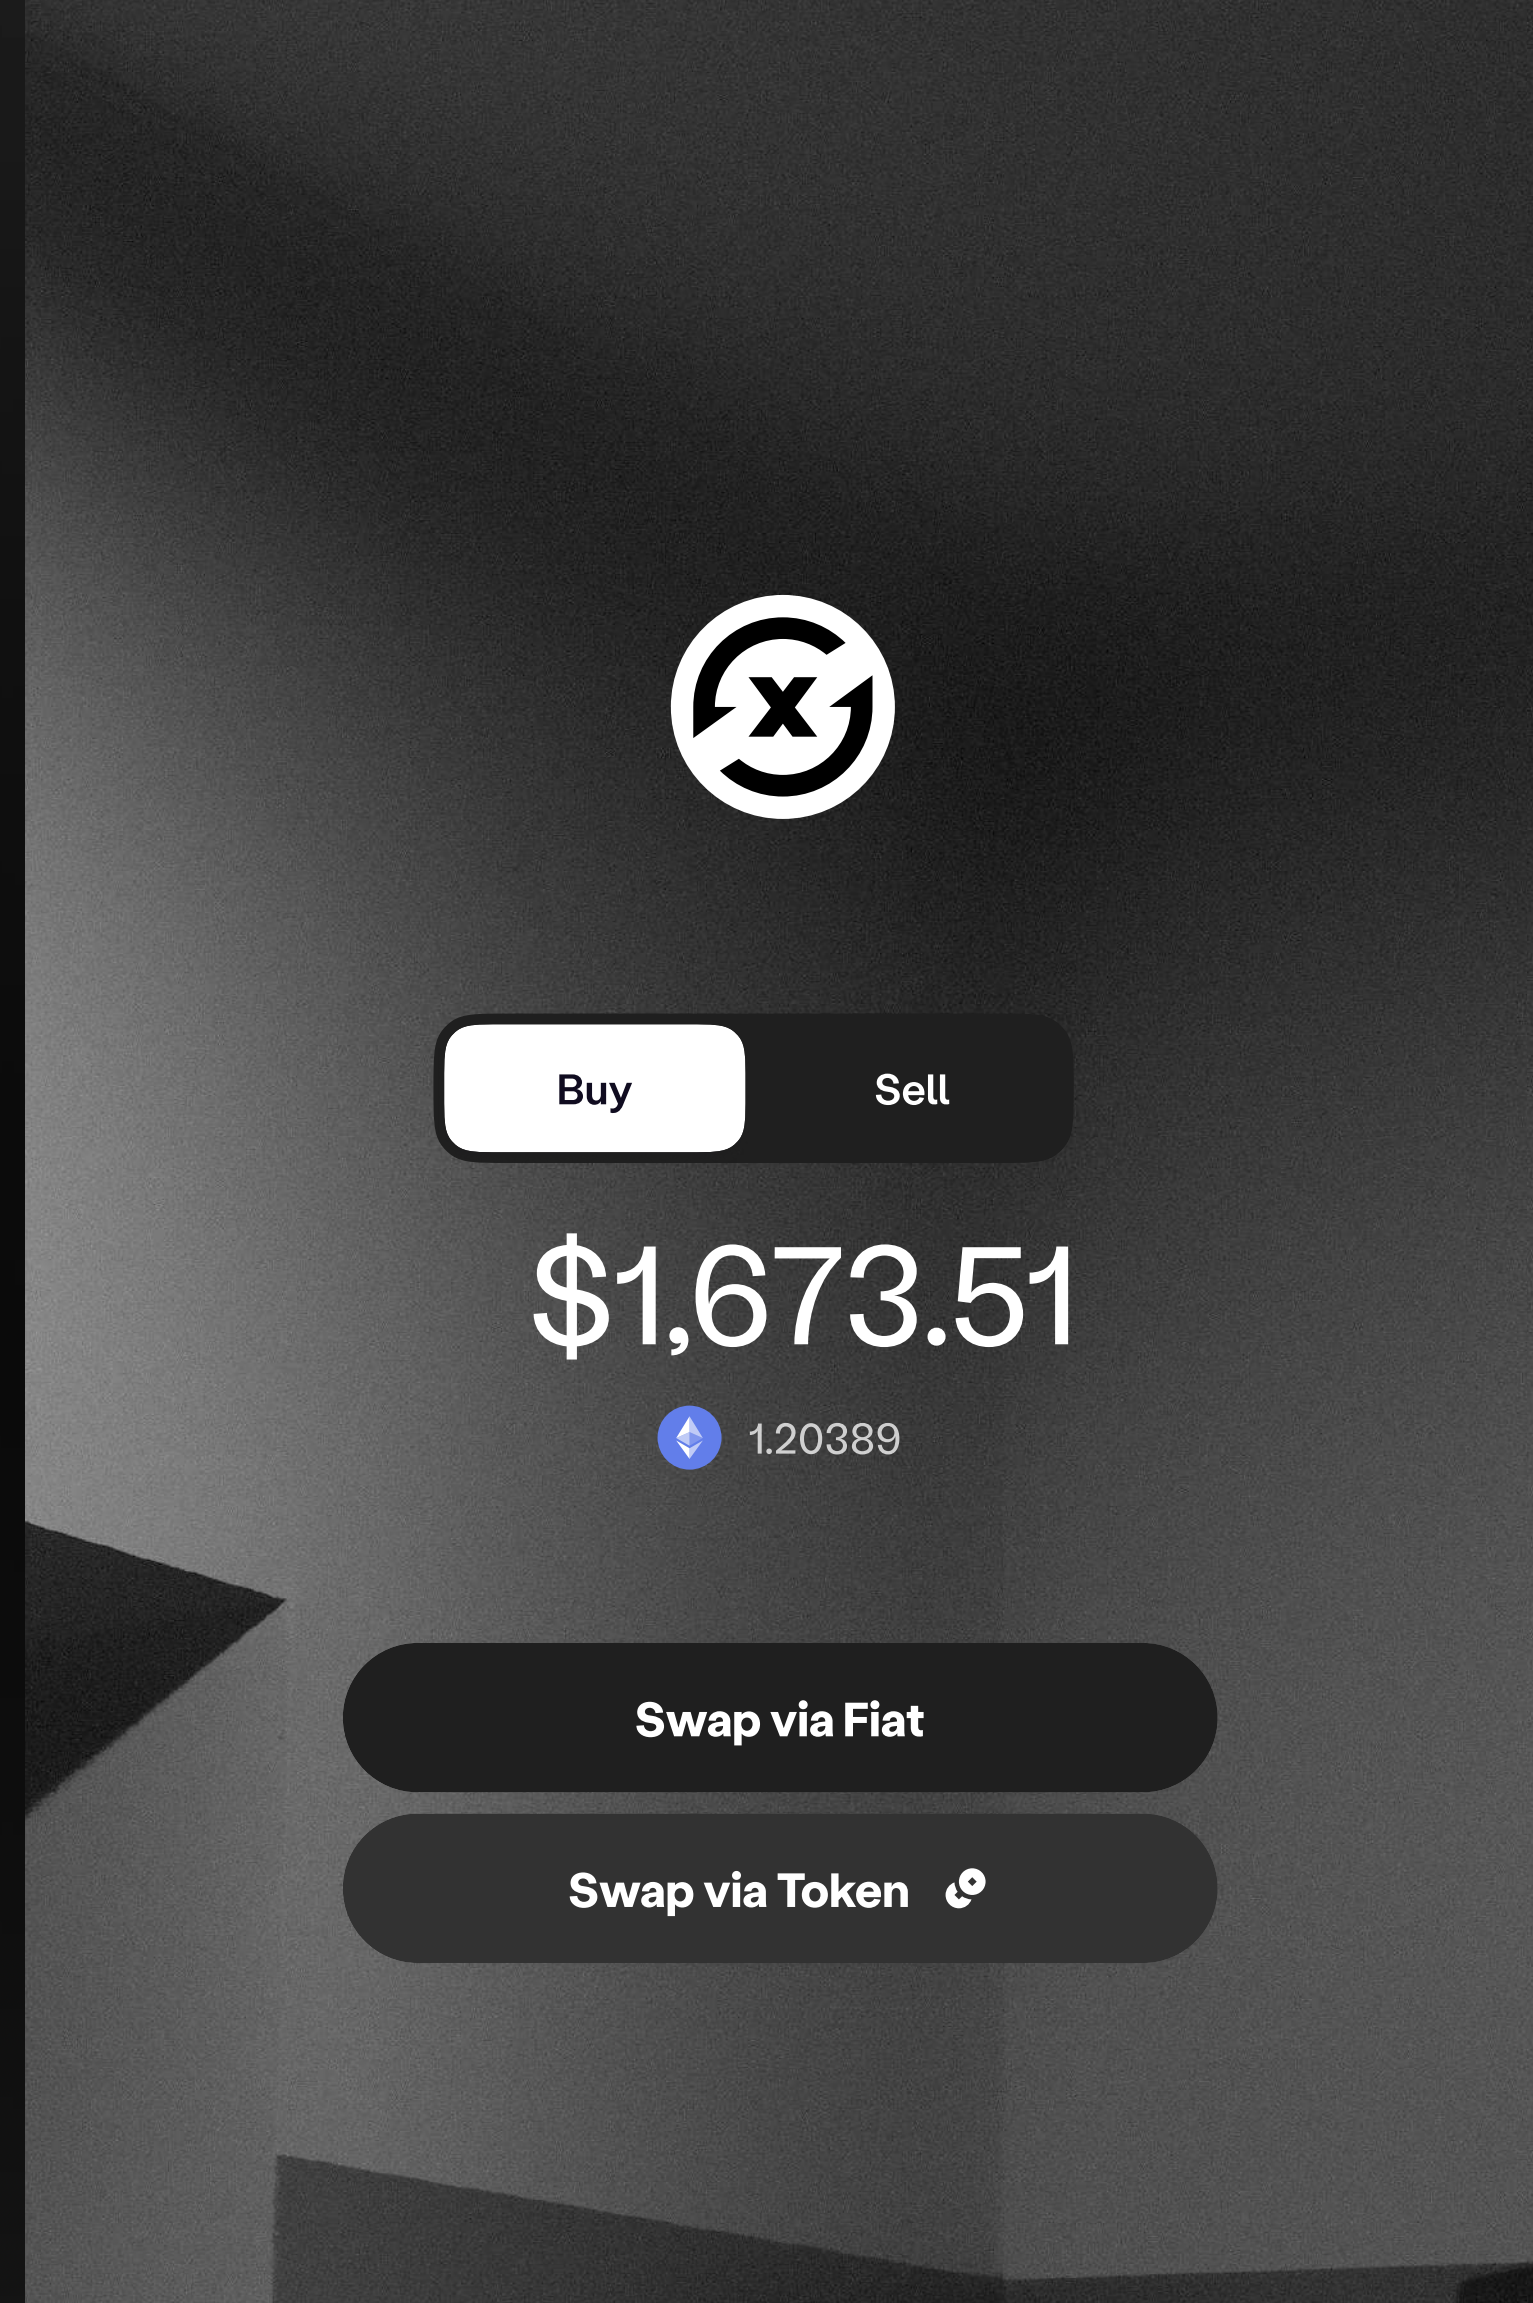 x
Buy Sell
$1,673.51
1.20389
Swap via Fiat
Swap via Token